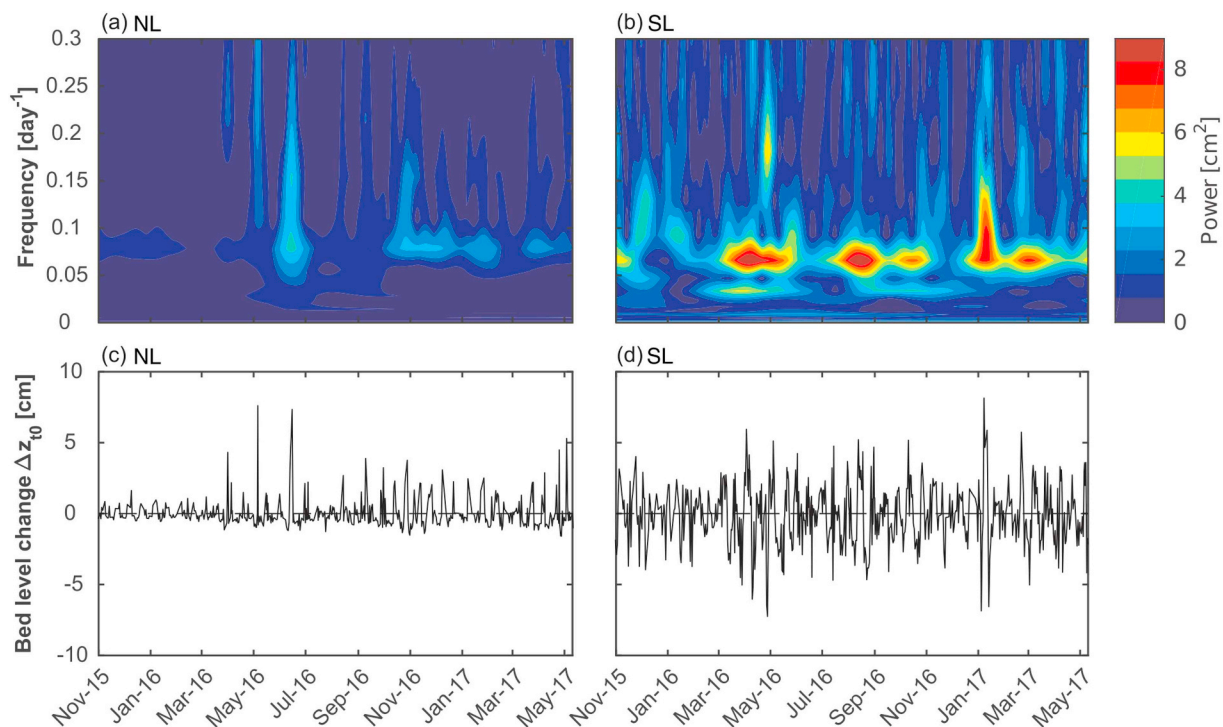 (a) NL
(b) SL
0.3
0.25
0.2
0.15
0.1
0.05
0
Frequency [day⁻¹]
8
6
4
2
0
Power [cm²]
(c) NL
(d) SL
10
5
0
-5
-10
Bed level change Δz_t0 [cm]
Nov-15
Jan-16
Mar-16
May-16
Jul-16
Sep-16
Nov-16
Jan-17
Mar-17
May-17
Nov-15
Jan-16
Mar-16
May-16
Jul-16
Sep-16
Nov-16
Jan-17
Mar-17
May-17